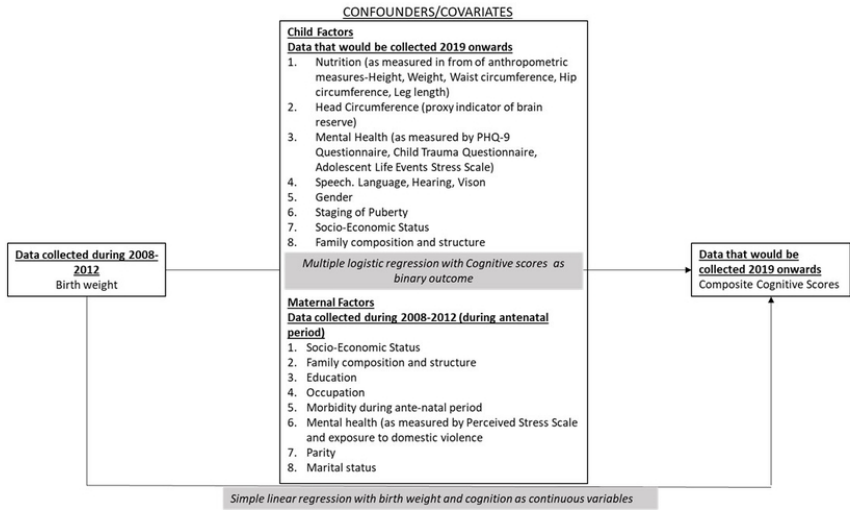 CONFOUNDERS/COVARIATES
Child Factors
Data that would be collected 2019 onwards
1. Nutrition (as measured in from of anthropometric
measures-Height, Weight, Waist circumference, Hip
circumference, Leg length)
2. Head Circumference (proxy indicator of brain
reserve)
3. Mental Health (as measured by PHQ-9
Questionnaire, Child Trauma Questionnaire,
Adolescent Life Events Stress Scale)
4. Speech. Language, Hearing, Vison
5. Gender
6. Staging of Puberty
7. Socio-Economic Status
8. Family composition and structure
Data collected during 2008-
2012
Birth weight
Multiple logistic regression with Cognitive scores as
binary outcome
Data that would be
collected 2019 onwards
Composite Cognitive Scores
Maternal Factors
Data collected during 2008-2012 (during antenatal
period)
1. Socio-Economic Status
2. Family composition and structure
3. Education
4. Occupation
5. Morbidity during ante-natal period
6. Mental health (as measured by Perceived Stress Scale
and exposure to domestic violence
7. Parity
8. Marital status
Simple linear regression with birth weight and cognition as continuous variables